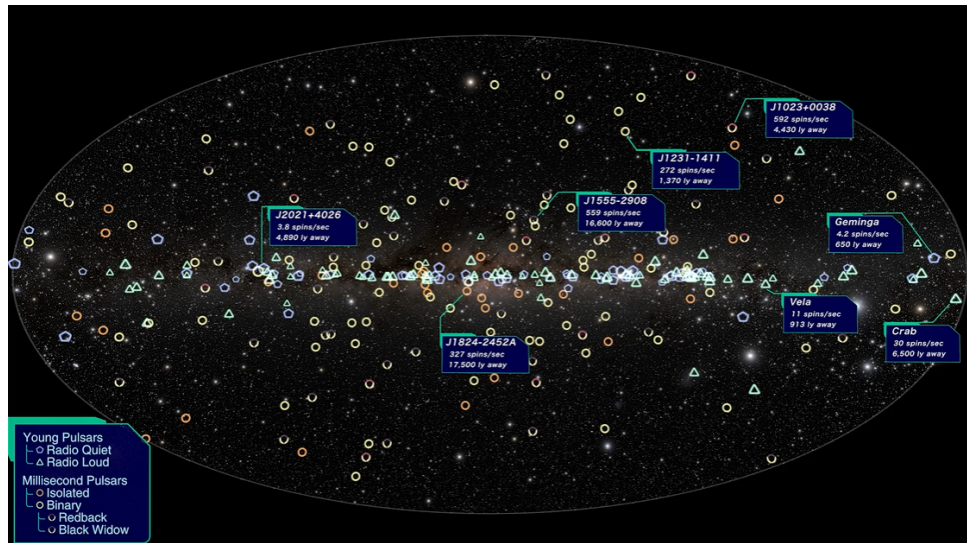 J1023+0038
592 spins/sec
4,430 ly away
J1231-1411
272 spins/sec
1,370 ly away
J1555-2908
559 spins/sec
16,600 ly away
J2021+4026
3.8 spins/sec
4,890 ly away
Geminga
4.2 spins/sec
650 ly away
Vela
11 spins/sec
913 ly away
Crab
30 spins/sec
6,500 ly away
J1824-2452A
327 spins/sec
17,500 ly away
Young Pulsars
Radio Quiet
Radio Loud
Millisecond Pulsars
Isolated
Binary
Redback
Black Widow